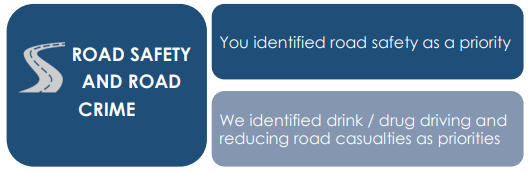 ROAD SAFETY
AND ROAD
CRIME
You identified road safety as a priority
We identified drink / drug driving and
reducing road casualties as priorities